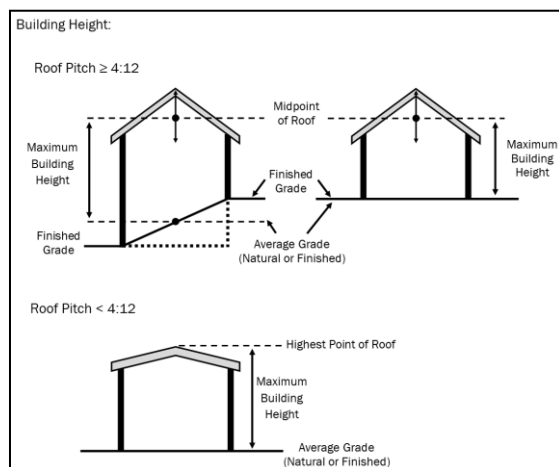 Building Height:
Roof Pitch ≥ 4:12
Midpoint
of Roof
Maximum
Building
Height
Maximum
Building
Height
Finished
Grade
Finished
Grade
Average Grade
(Natural or Finished)
Roof Pitch < 4:12
Highest Point of Roof
Maximum
Building
Height
Average Grade
(Natural or Finished)